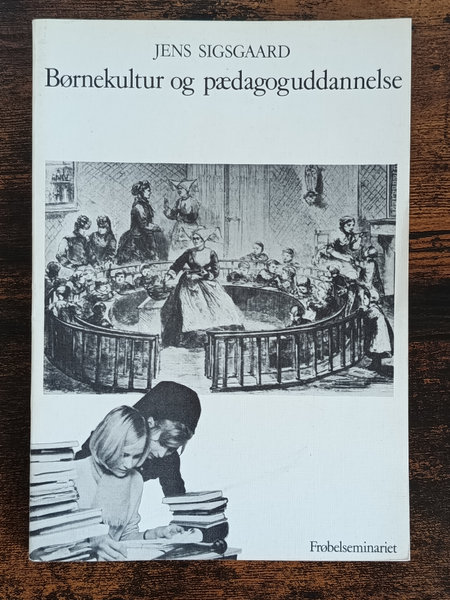 JENS SIGSGAARD
Børnekultur og pædagoguddannelse
Frøbelseminariet